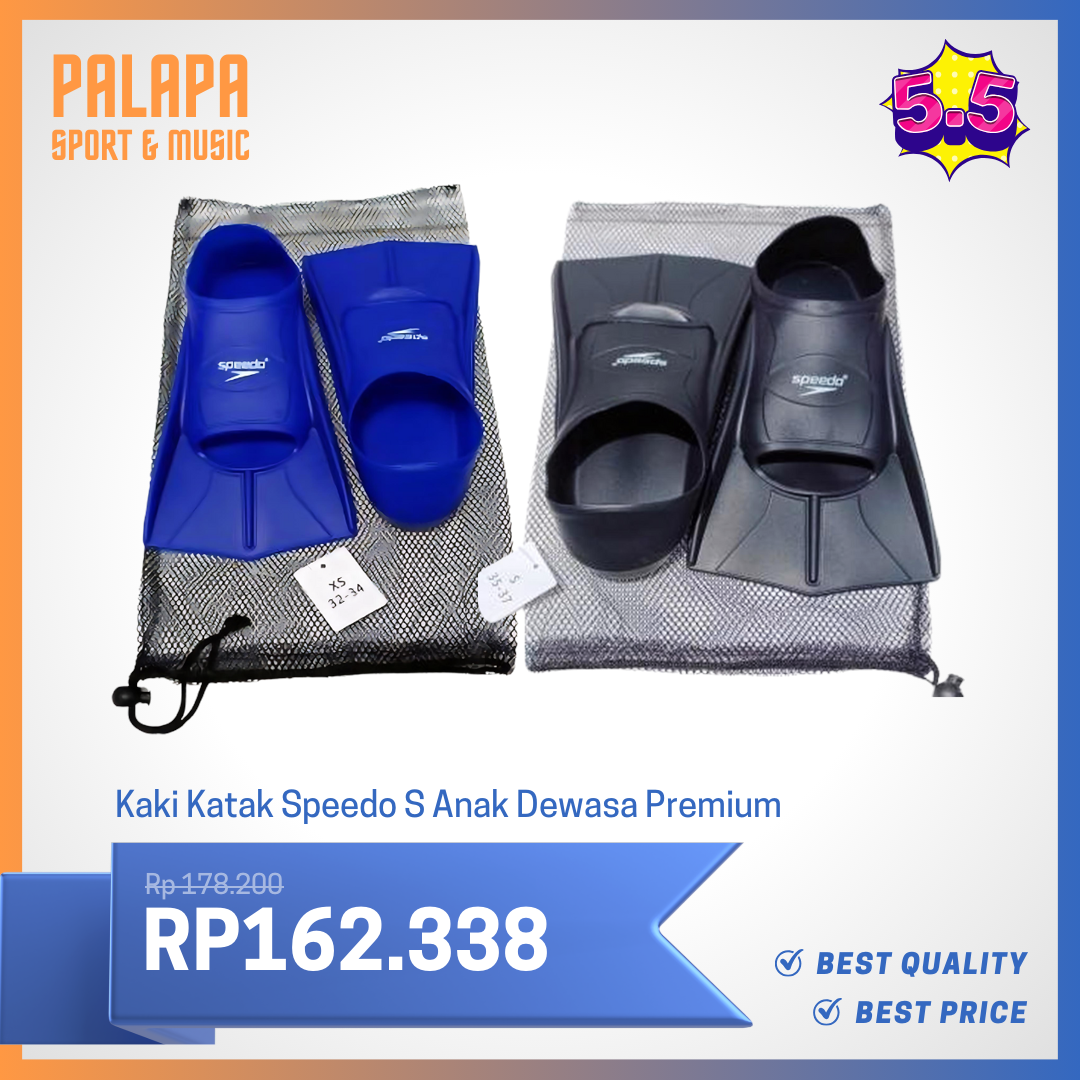 PALAPA
SPORT & MUSIC
5.5
speedo
speedo
speedo
speedo
XS
32-34
S
35-37
Kaki Katak Speedo S Anak Dewasa Premium
Rp 178.200
RP162.338
BEST QUALITY
BEST PRICE